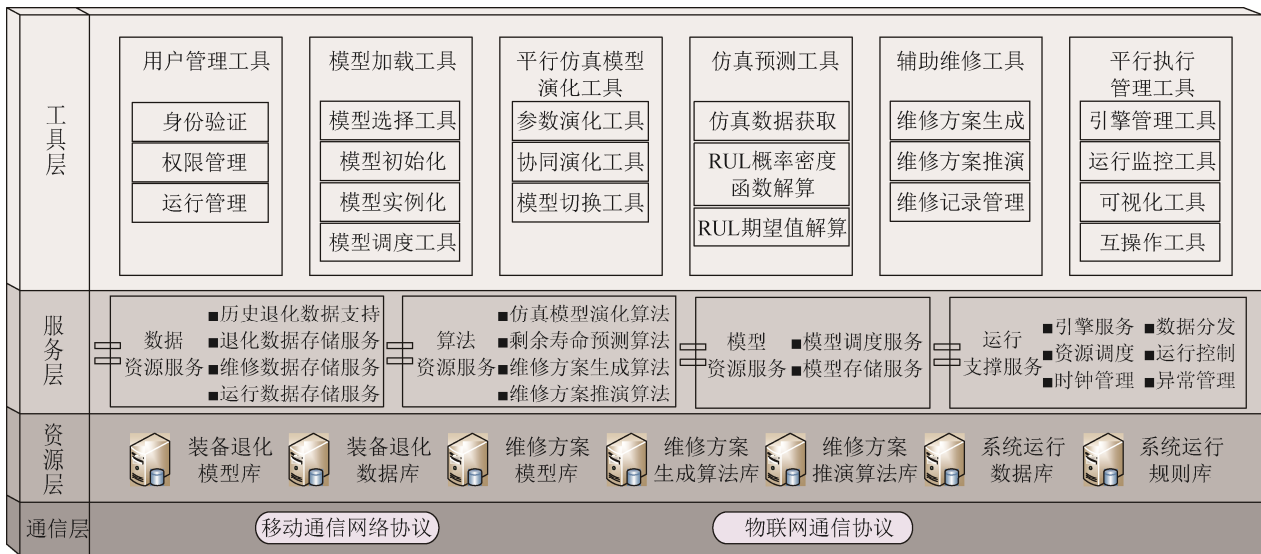 工具层
用户管理工具
身份验证
权限管理
运行管理
模型加载工具
模型选择工具
模型初始化
模型实例化
模型调度工具
平行仿真模型
演化工具
参数演化工具
协同演化工具
模型切换工具
仿真预测工具
仿真数据获取
RUL概率密度
函数解算
RUL期望值解算
辅助维修工具
维修方案生成
维修方案推演
维修记录管理
平行执行
管理工具
引擎管理工具
运行监控工具
可视化工具
互操作工具
服务层
数据
资源服务
■历史退化数据支持
■退化数据存储服务
■维修数据存储服务
■运行数据存储服务
算法
资源服务
■仿真模型演化算法
■剩余寿命预测算法
■维修方案生成算法
■维修方案推演算法
模型
资源服务
■模型调度服务
■模型存储服务
运行
支撑服务
■引擎服务
■资源调度
■时钟管理
■数据分发
■运行控制
■异常管理
资源层
装备退化
模型库
装备退化
数据库
维修方案
模型库
维修方案
生成算法库
维修方案
推演算法库
系统运行
数据库
系统运行
规则库
通信层
移动通信网络协议
物联网通信协议